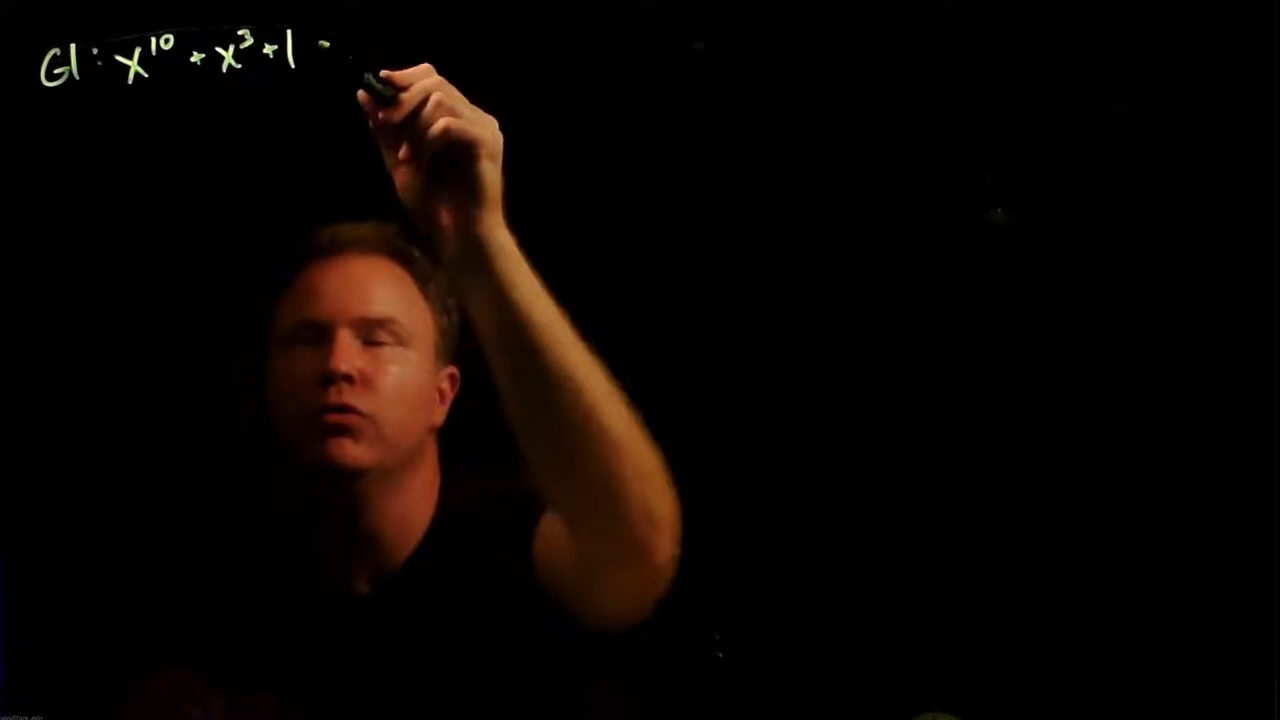 G1: x^10 + x^3 + 1 -